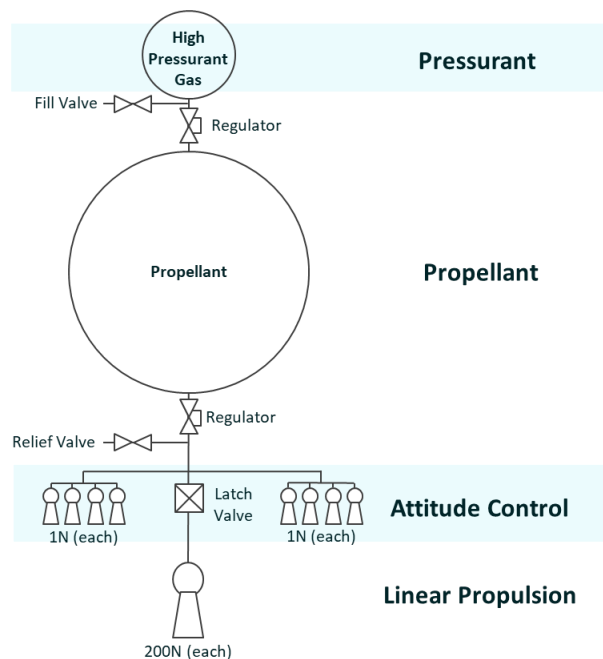 High
Pressurant
Gas
Pressurant
Fill Valve
Regulator
Propellant
Propellant
Regulator
Relief Valve
Latch
Valve
Attitude Control
1N (each)
1N (each)
Linear Propulsion
200N (each)